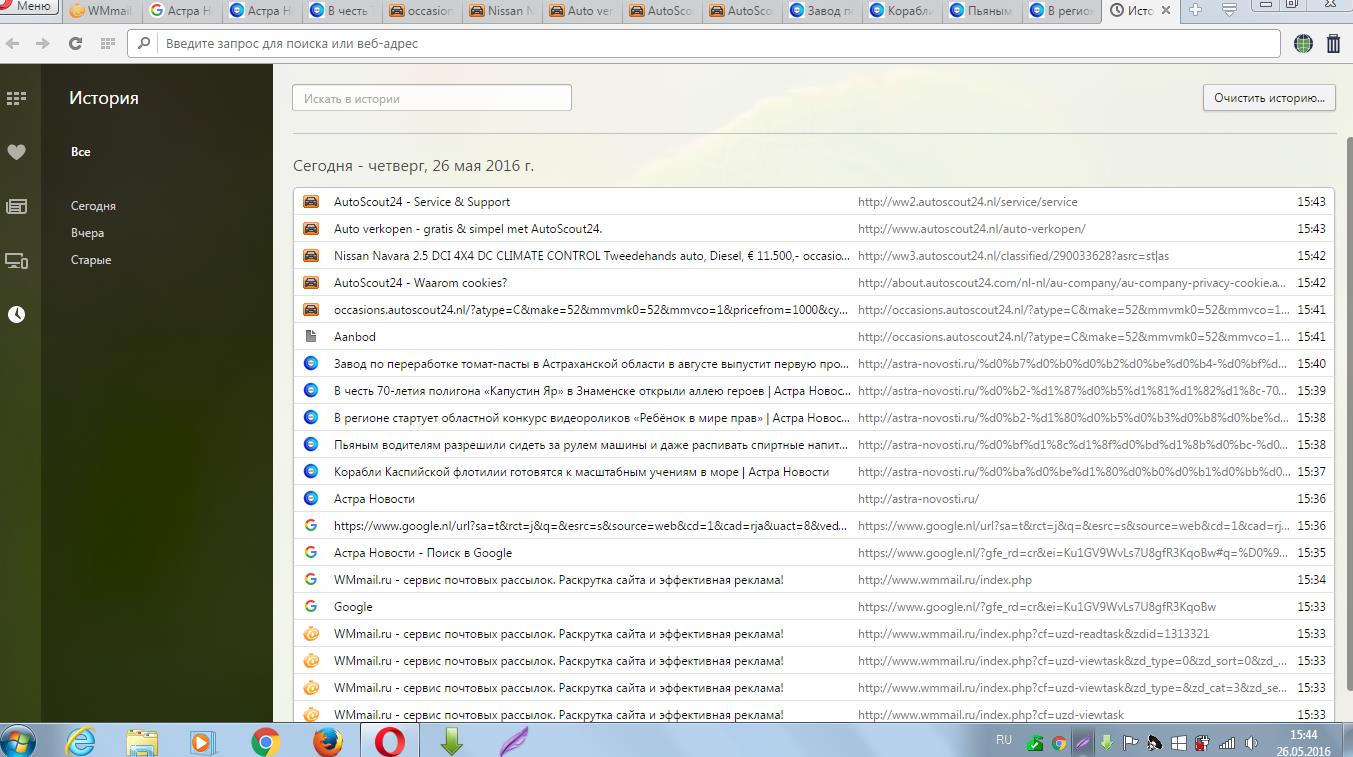 Меню
WMmail.
Астра Н
Астра Н
В честь
occasion
Nissan N
Auto ver
AutoSco
AutoSco
Завод по
Корабли
Пьяным
В регион
Исто
Введите запрос для поиска или веб-адрес
История
Все
Сегодня
Вчера
Старые
Искать в истории
Очистить историю...
Сегодня - четверг, 26 мая 2016 г.
AutoScout24 - Service & Support http://ww2.autoscout24.nl/service/service 15:43
Auto verkopen - gratis & simpel met AutoScout24. http://www.autoscout24.nl/auto-verkopen/ 15:43
Nissan Navara 2.5 DCI 4X4 DC CLIMATE CONTROL Tweedehands auto, Diesel, € 11.500,- occasio... http://ww3.autoscout24.nl/classified/290033628?asrc=st|as 15:42
AutoScout24 - Waarom cookies? http://about.autoscout24.com/nl-nl/au-company/au-company-privacy-cookie.a... 15:42
occasions.autoscout24.nl/?atype=C&make=52&mmvmk0=52&mmvco=1&pricefrom=1000&cy... http://occasions.autoscout24.nl/?atype=C&make=52&mmvmk0=52&mmvco=1... 15:41
Aanbod http://occasions.autoscout24.nl/?atype=C&make=52&mmvmk0=52&mmvco=1... 15:41
Завод по переработке томат-пасты в Астраханской области в августе выпустит первую про... http://astra-novosti.ru/%d0%b7%d0%b0%d0%b2%d0%be%d0%b4-%d0%bf%d... 15:40
В честь 70-летия полигона «Капустин Яр» в Знаменске открыли аллею героев | Астра Новос... http://astra-novosti.ru/%d0%b2-%d1%87%d0%b5%d1%81%d1%82%d1%8c-70... 15:39
В регионе стартует областной конкурс видеороликов «Ребёнок в мире прав» | Астра Новос... http://astra-novosti.ru/%d0%b2-%d1%80%d0%b5%d0%b3%d0%b8%d0%be%d... 15:38
Пьяным водителям разрешили сидеть за рулем машины и даже распивать спиртные напит... http://astra-novosti.ru/%d0%bf%d1%8c%d1%8f%d0%bd%d1%8b%d0%bc-%d0... 15:38
Корабли Каспийской флотилии готовятся к масштабным учениям в море | Астра Новости http://astra-novosti.ru/%d0%ba%d0%be%d1%80%d0%b0%d0%b1%d0%bb%d0... 15:37
Астра Новости http://astra-novosti.ru/ 15:36
https://www.google.nl/url?sa=t&rct=j&q=&esrc=s&source=web&cd=1&cad=rja&uact=8&ved... https://www.google.nl/url?sa=t&rct=j&q=&esrc=s&source=web&cd=1&cad=rj... 15:36
Астра Новости - Поиск в Google https://www.google.nl/?gfe_rd=cr&ei=Ku1GV9WvLs7U8gfR3KqoBw#q=%D0%9... 15:35
WMmail.ru - сервис почтовых рассылок. Раскрутка сайта и эффективная реклама! http://www.wmmail.ru/index.php 15:34
Google https://www.google.nl/?gfe_rd=cr&ei=Ku1GV9WvLs7U8gfR3KqoBw 15:33
WMmail.ru - сервис почтовых рассылок. Раскрутка сайта и эффективная реклама! http://www.wmmail.ru/index.php?cf=uzd-readtask&zdid=1313321 15:33
WMmail.ru - сервис почтовых рассылок. Раскрутка сайта и эффективная реклама! http://www.wmmail.ru/index.php?cf=uzd-viewtask&zd_type=0&zd_sort=0&zd_... 15:33
WMmail.ru - сервис почтовых рассылок. Раскрутка сайта и эффективная реклама! http://www.wmmail.ru/index.php?cf=uzd-viewtask&zd_type=&zd_cat=3&zd_se... 15:33
WMmail.ru - сервис почтовых рассылок. Раскрутка сайта и эффективная реклама! http://www.wmmail.ru/index.php?cf=uzd-viewtask 15:33
RU
15:44
26.05.2016